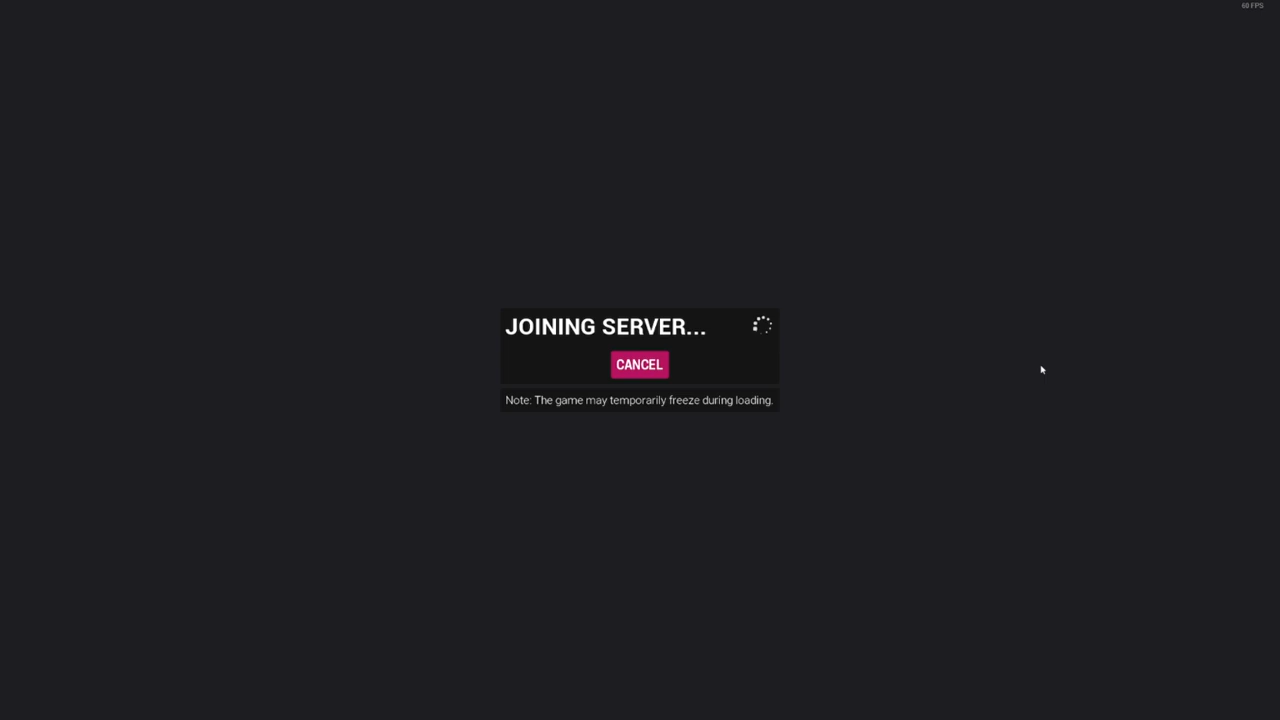 60 FPS
JOINING SERVER...
CANCEL
Note: The game may temporarily freeze during loading.